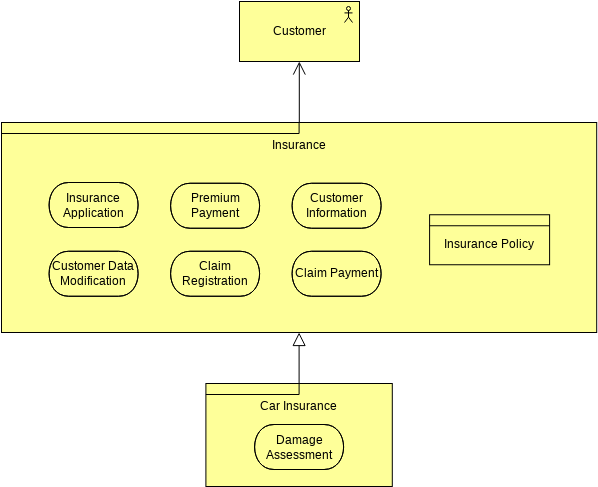 Customer
Insurance
Insurance
Application
Premium
Payment
Customer
Information
Insurance Policy
Customer Data
Modification
Claim
Registration
Claim Payment
Car Insurance
Damage
Assessment